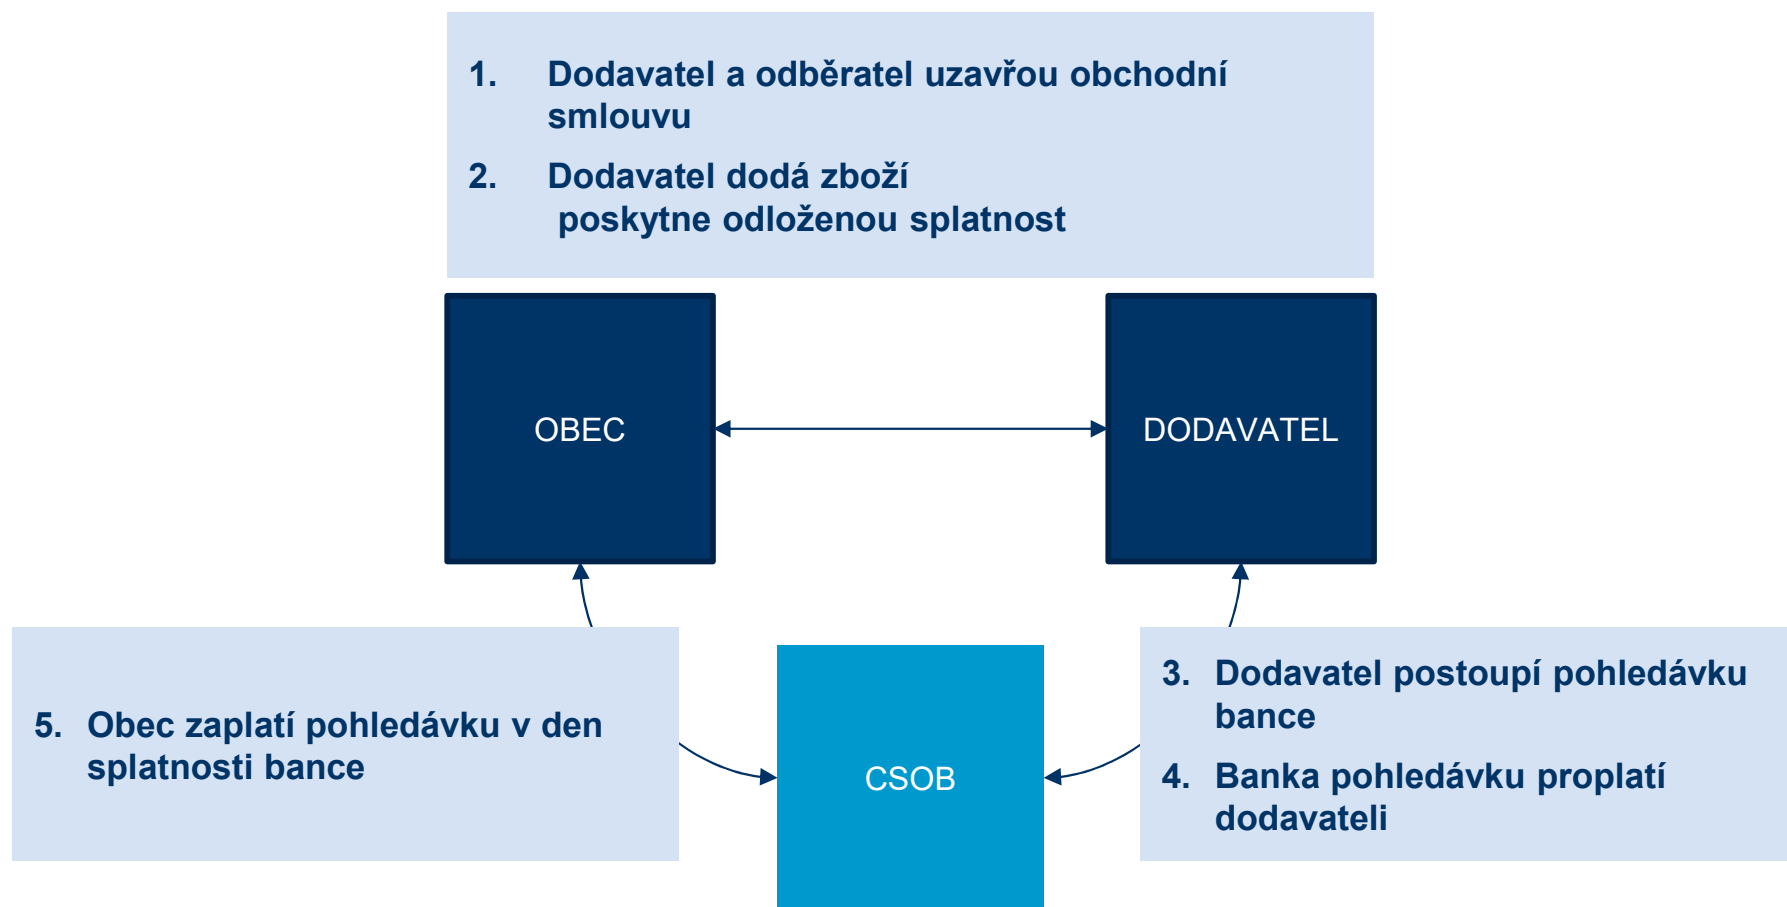 1. Dodavatel a odběratel uzavřou obchodní
smlouvu
2. Dodavatel dodá zboží
poskytne odloženou splatnost
OBEC
DODAVATEL
5. Obec zaplatí pohledávku v den
splatnosti bance
CSOB
3. Dodavatel postoupí pohledávku
bance
4. Banka pohledávku proplatí
dodavateli